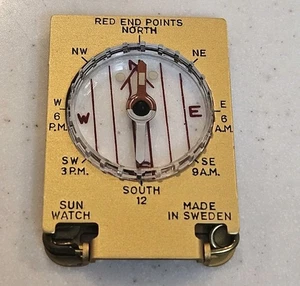 RED END POINTS
NORTH
NW NE
W E
W E
6 6
P.M. A.M.
SW SE
3 P.M. 9 A.M.
SOUTH
12
SUN MADE
WATCH IN SWEDEN